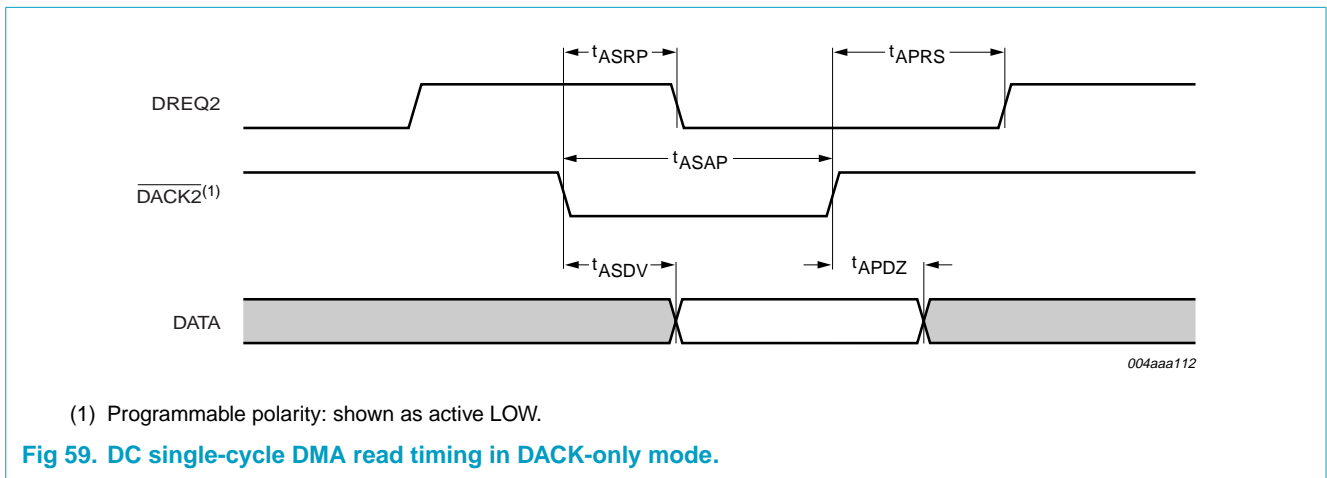 tASRP
tAPRS
DREQ2
tASAP
DACK2(1)
tASDV
tAPDZ
DATA
004aaa112
(1) Programmable polarity: shown as active LOW.
Fig 59. DC single-cycle DMA read timing in DACK-only mode.